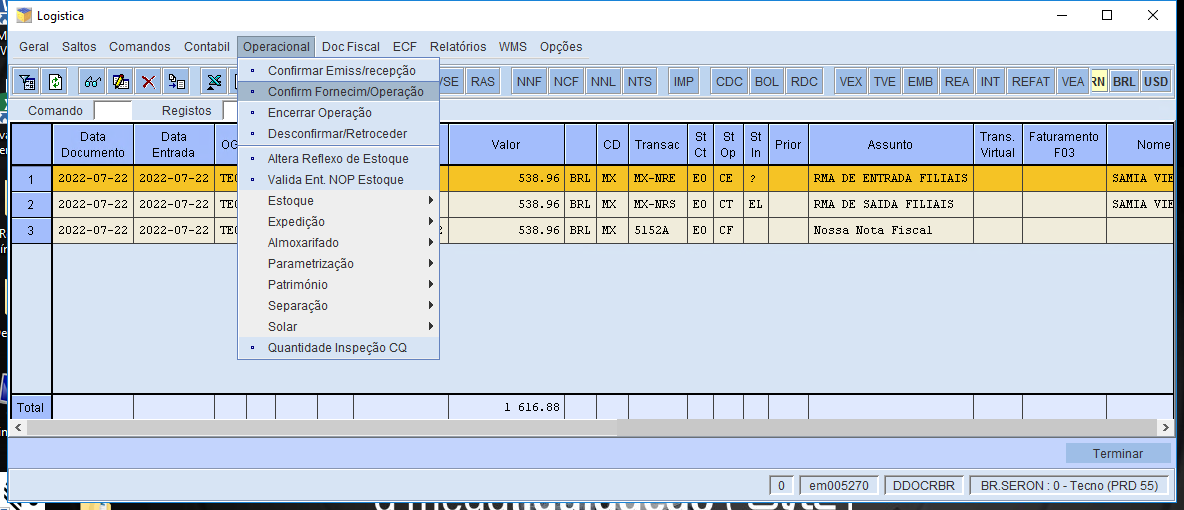 Logistica
Geral Saltos Comandos Contabil Operacional Doc Fiscal ECF Relatórios WMS Opções
Confirmar Emiss/recepção
Confirm Fornecim/Operação
Encerrar Operação
Desconfirmar/Retroceder
Altera Reflexo de Estoque
Valida Ent. NOP Estoque
Estoque
Expedição
Almoxarifado
Parametrização
Património
Separação
Solar
Quantidade Inspeção CQ
/SE RAS NNF NCF NNL NTS IMP CDC BOL RDC VEX TVE EMB REA INT REFAT VEA RN BRL USD
Comando Registos
Data Documento Data Entrada OG Valor CD Transac St Ct St Op St In Prior Assunto Trans. Virtual Faturamento F03 Nome
1 2022-07-22 2022-07-22 TE 538.96 BRL MX MX-NRE E0 CE ? RMA DE ENTRADA FILIAIS SAMIA VIE
2 2022-07-22 2022-07-22 TE 538.96 BRL MX MX-NRS E0 CT EL RMA DE SAIDA FILIAIS SAMIA VIE
3 2022-07-22 2022-07-22 TE 2 538.96 BRL MX 5152A E0 CF Nossa Nota Fiscal
Total 1 616.88
Terminar
0 em005270 DDOCRBR BR.SERON : 0 - Tecno (PRD 55)